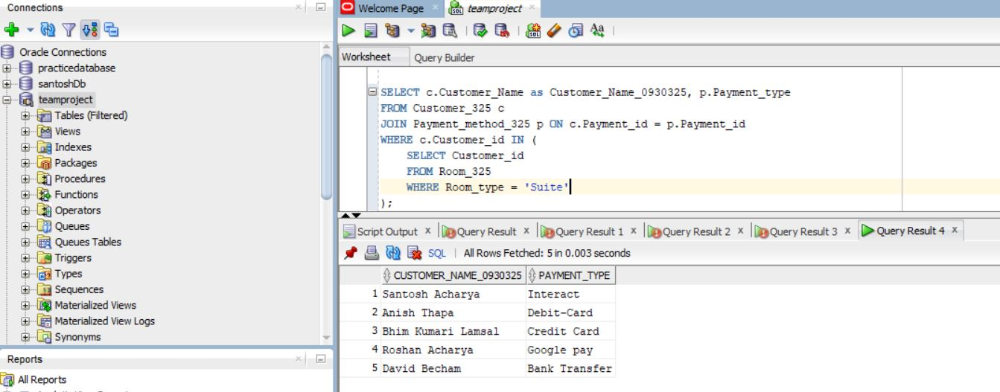 Connections
Welcome Page
teamproject
Oracle Connections
practicedatabase
santoshDb
teamproject
Tables (Filtered)
Views
Indexes
Packages
Procedures
Functions
Operators
Queues
Queues Tables
Triggers
Types
Sequences
Materialized Views
Materialized View Logs
Synonyms
Reports
All Reports
Worksheet Query Builder
SELECT c.Customer_Name as Customer_Name_0930325, p.Payment_type
FROM Customer_325 c
JOIN Payment_method_325 p ON c.Payment_id = p.Payment_id
WHERE c.Customer_id IN (
SELECT Customer_id
FROM Room_325
WHERE Room_type = 'Suite'
);
Script Output Query Result Query Result 1 Query Result 2 Query Result 3 Query Result 4
SQL All Rows Fetched: 5 in 0.003 seconds
CUSTOMER_NAME_0930325 PAYMENT_TYPE
1 Santosh Acharya Interact
2 Anish Thapa Debit-Card
3 Bhim Kumari Lamsal Credit Card
4 Roshan Acharya Google pay
5 David Becham Bank Transfer